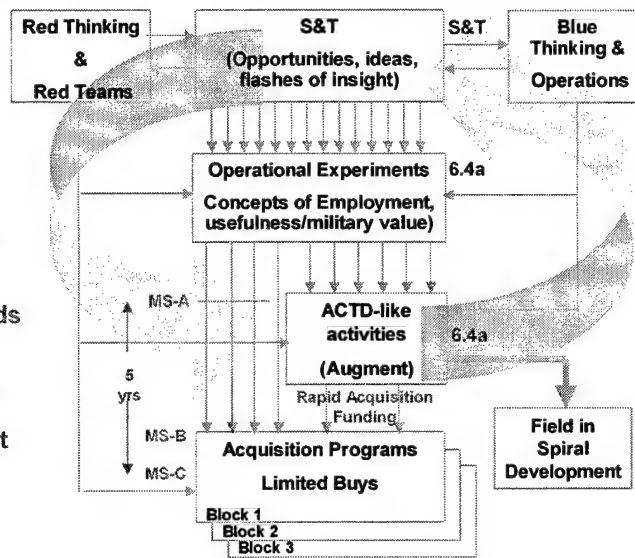 Red Thinking
&
Red Teams
S&T
(Opportunities, ideas,
flashes of insight)
S&T
Blue
Thinking &
Operations
Operational Experiments
Concepts of Employment,
usefulness/military value)
6.4a
MS-A
ds
ACTD-like
activities
(Augment)
6.4a
5
yrs
Rapid Acquisition
Funding
t
MS-B
MS-C
Acquisition Programs
Limited Buys
Block 1
Block 2
Block 3
Field in
Spiral
Development